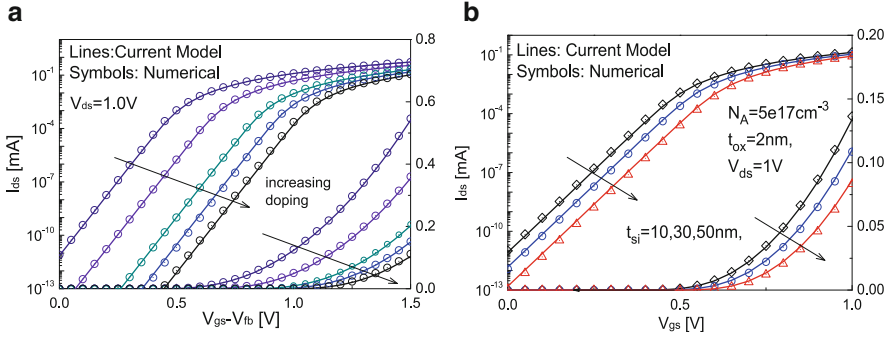 a
Lines:Current Model
Symbols: Numerical
V_ds=1.0V
increasing
doping
I_ds [mA]
10^-1
10^-4
10^-7
10^-10
10^-13
0.8
0.6
0.4
0.2
0.0
0.0 0.5 1.0 1.5
V_gs-V_fb [V]
b
Lines: Current Model
Symbols: Numerical
N_A=5e17cm^-3
t_ox=2nm,
V_ds=1V
t_si=10,30,50nm,
I_ds [mA]
10^-1
10^-4
10^-7
10^-10
10^-13
0.20
0.15
0.10
0.05
0.00
0.0 0.5 1.0
V_gs [V]